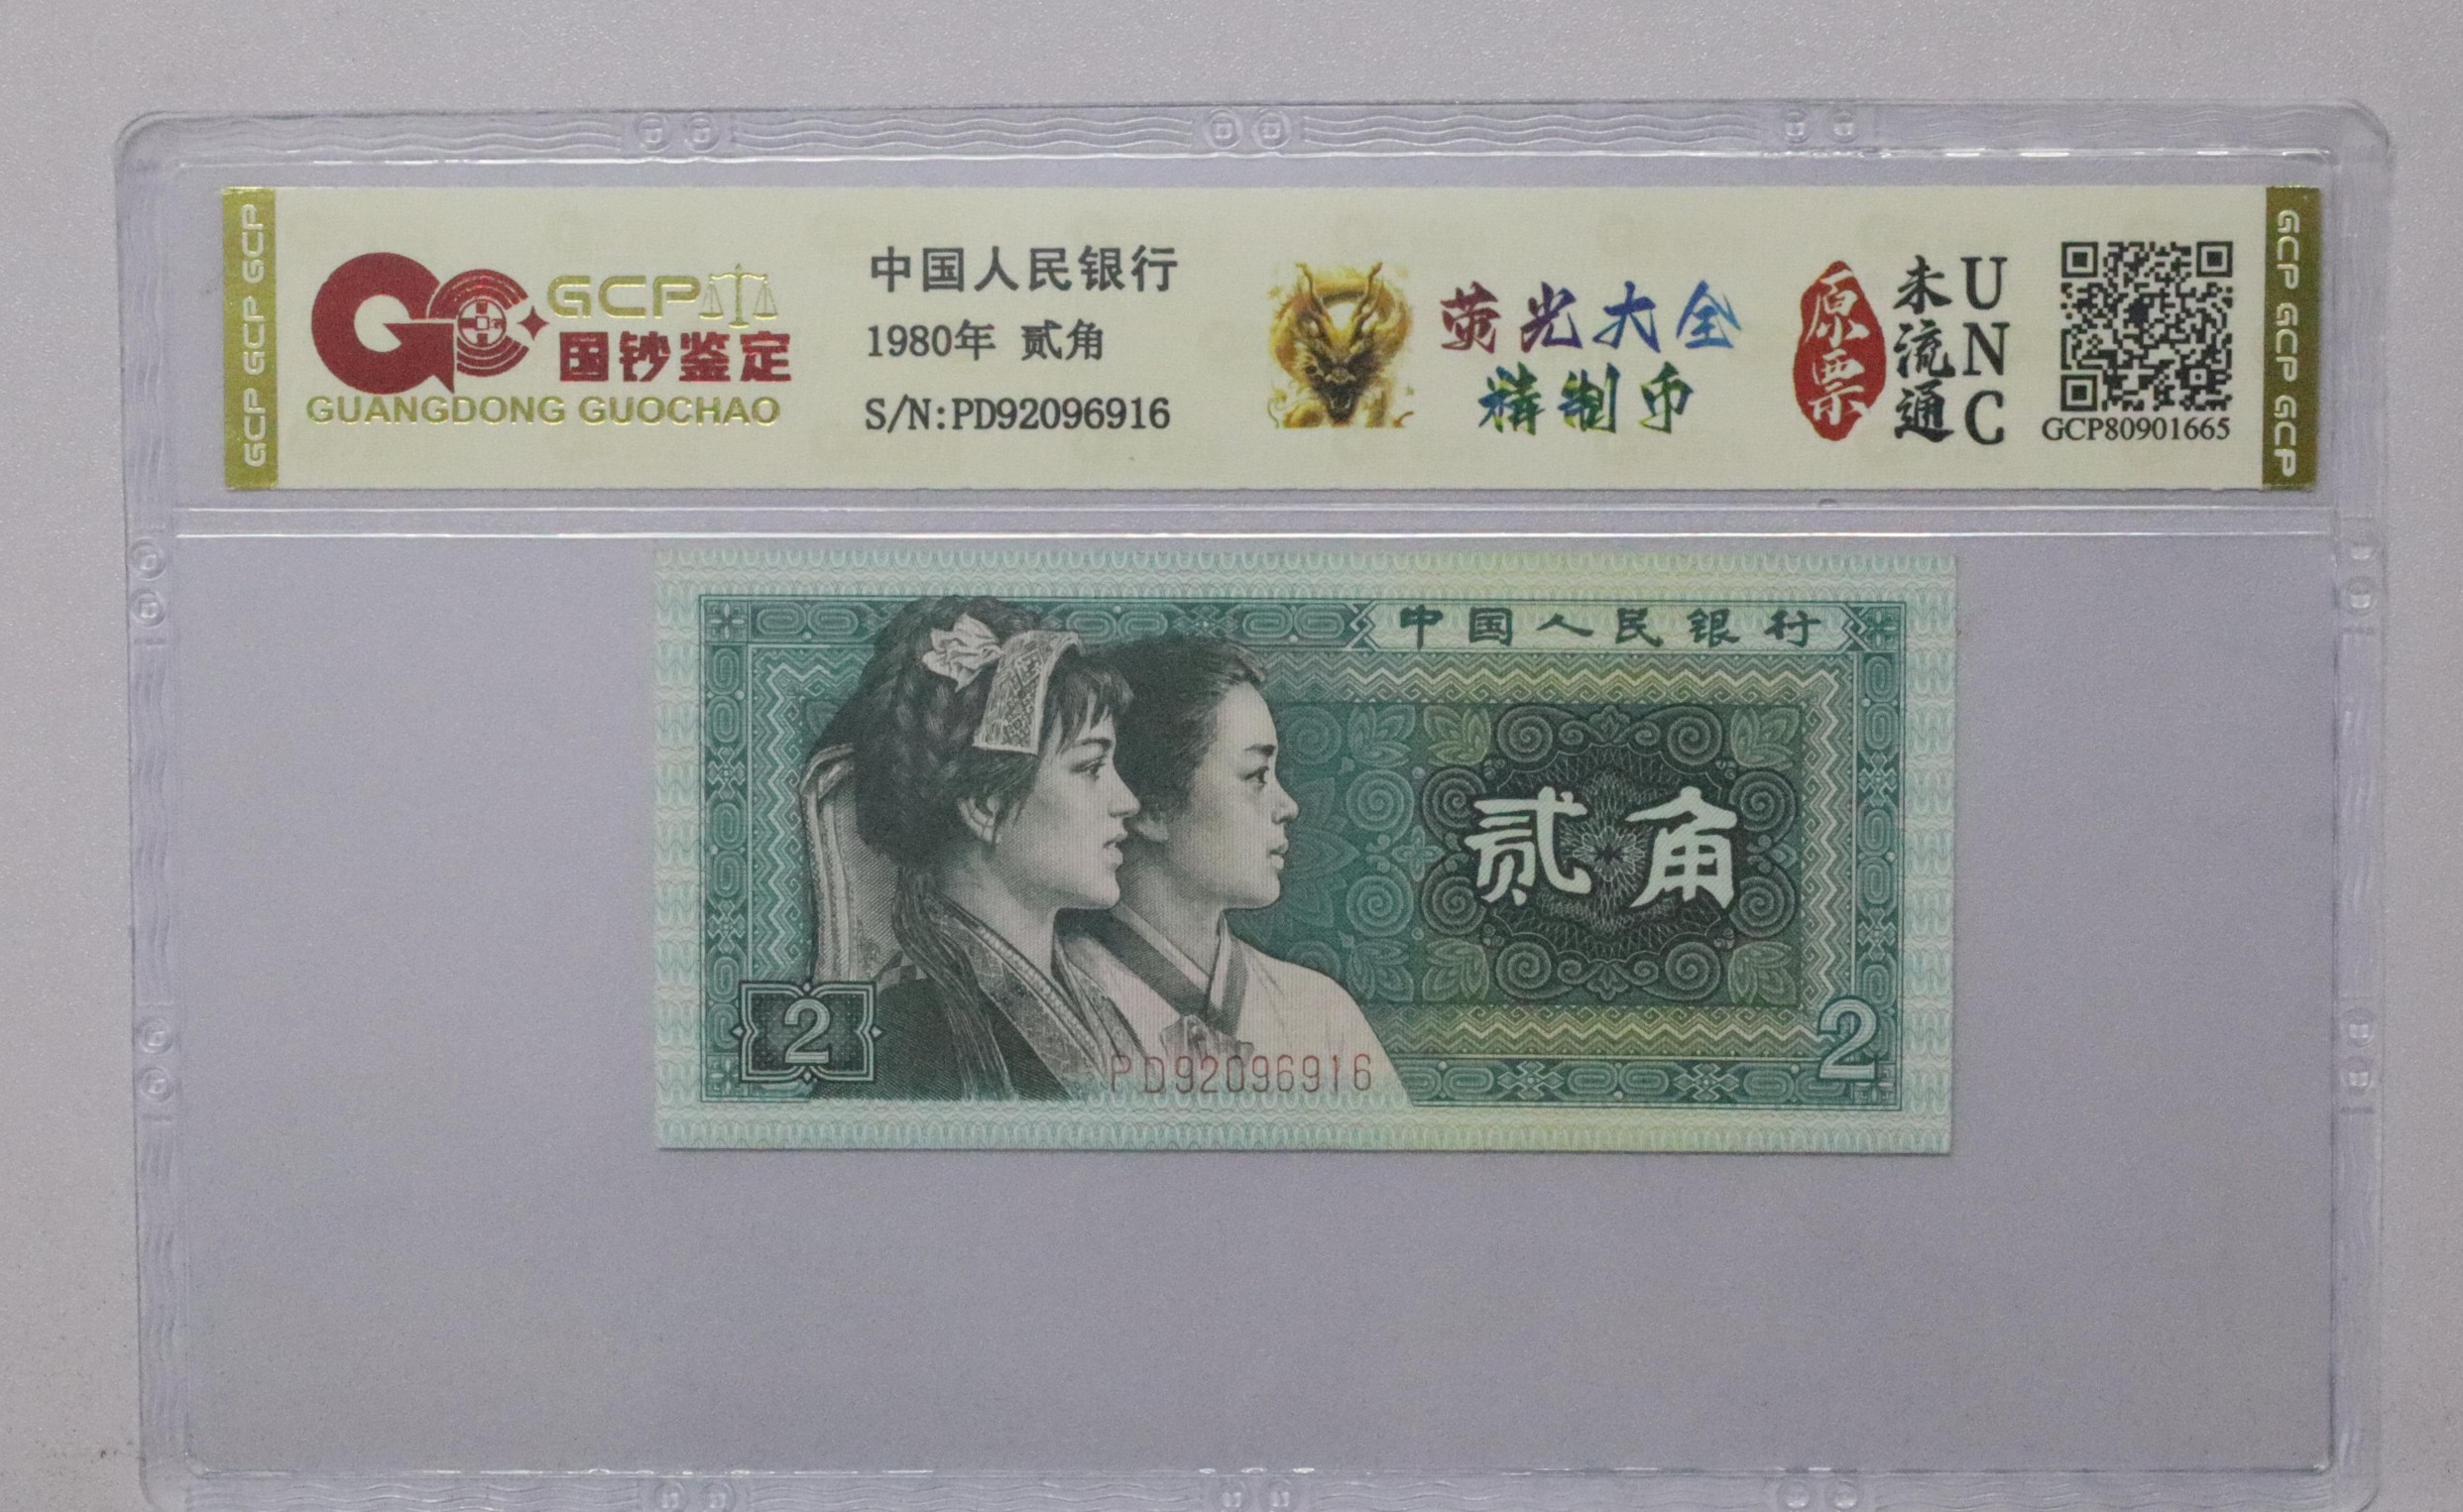 GCP GCP GCP
GCP
国钞鉴定
GUANGDONG GUOCHAO
中国人民银行
1980年 贰角
S/N:PD92096916
荧光大全
精制币
原票
未流通
UNC
GCP80901665
GCP GCP GCP
中国人民银行
贰角
2
PD92096916
2